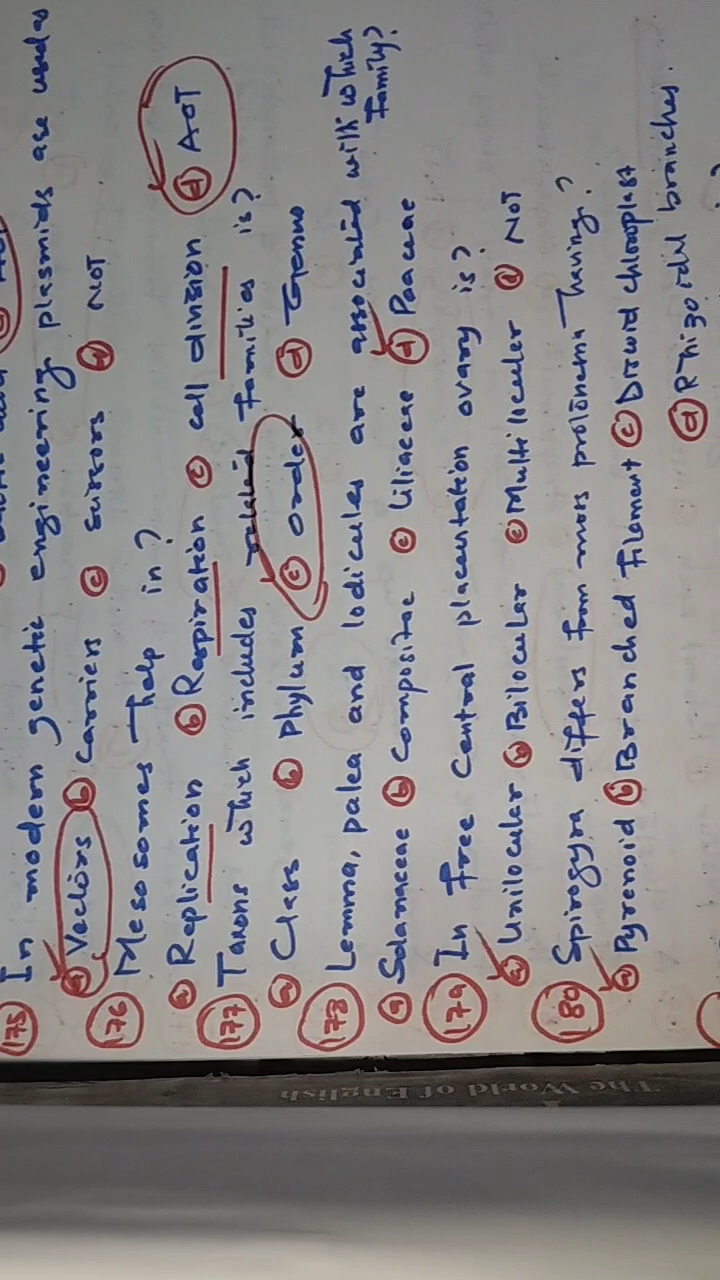 (175) In modern genetic engineering plasmids are used as
(a) Vectors (b) Carriers (c) Sissors (d) NOT
(176) Mesosomes help in?
(a) Replication (b) Respiration (c) cell division (d) AOT
(177) Taxons which includes related Families is?
(a) Class (b) Phylum (c) Order (d) Genus
(178) Lemma, palea and lodicules are associated with which
Family?
(a) Solanaceae (b) Compositae (c) Liliaceae (d) Poaceae
(179) In Free Central placentation ovary is?
(a) Unilocular (b) Bilocular (c) Multilocular (d) NOT
(180) Spirogyra differs from moss protonema having?
(a) Pyrenoid (b) Branched Filament (c) Discoid chloroplast
(d) Rhizoidal branches.
The World of English